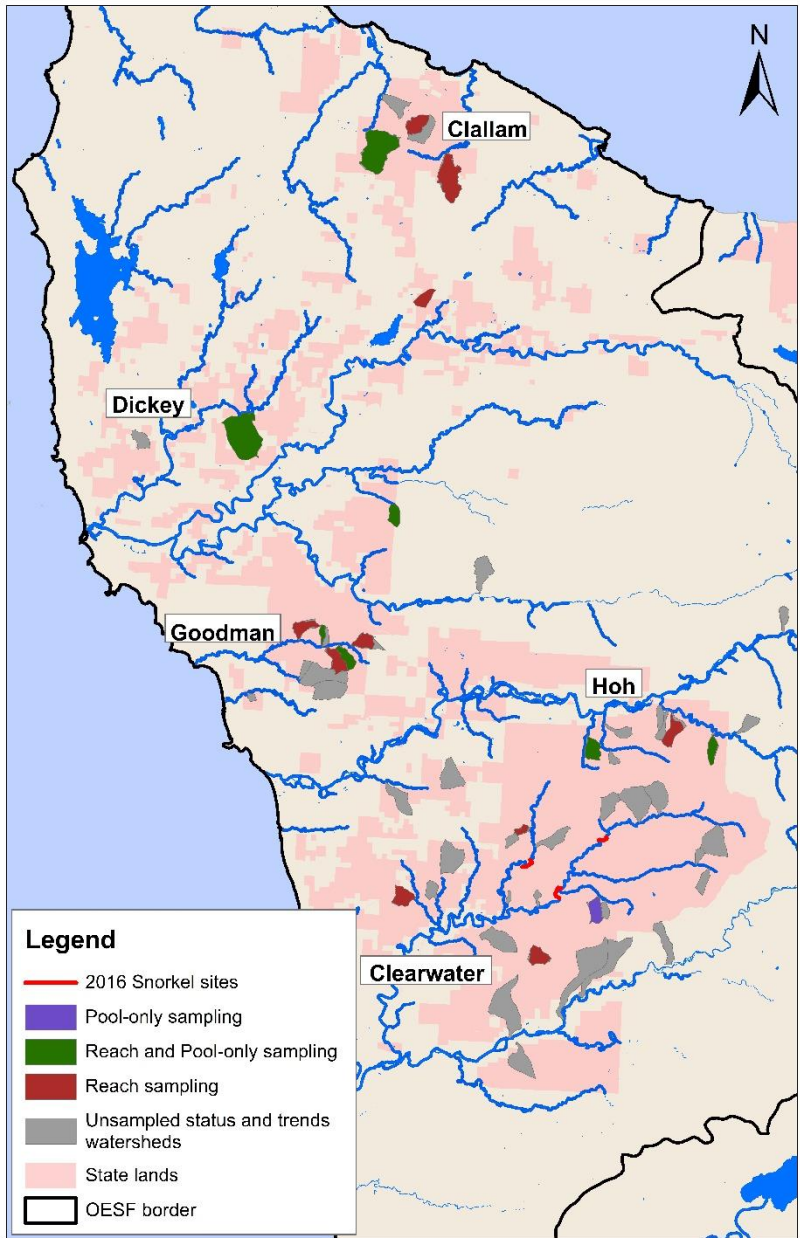 N
Clallam
Dickey
Goodman
Hoh
Clearwater
Legend
2016 Snorkel sites
Pool-only sampling
Reach and Pool-only sampling
Reach sampling
Unsampled status and trends
watersheds
State lands
OESF border